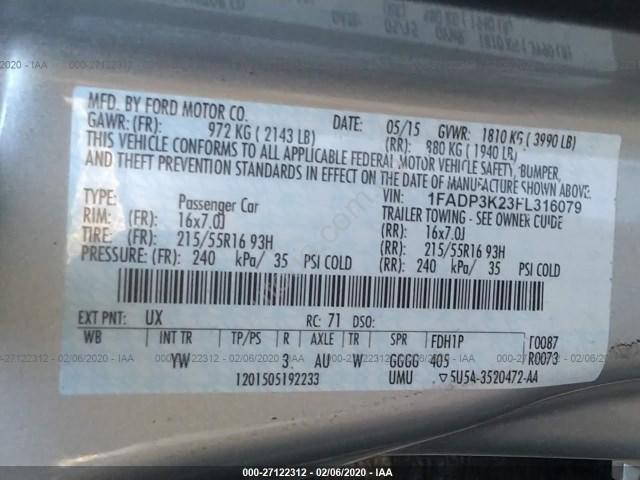 MFD. BY FORD MOTOR CO.
DATE: 05/15 GVWR: 1810 KG (3990 LB)
GAWR: (FR): 972 KG (2143 LB) (RR): 880 KG (1940 LB)
THIS VEHICLE CONFORMS TO ALL APPLICABLE FEDERAL MOTOR VEHICLE SAFETY, BUMPER,
AND THEFT PREVENTION STANDARDS IN EFFECT ON THE DATE OF MANUFACTURE SHOWN ABOVE.
VIN: 1FADP3K23FL316079
TYPE: Passenger Car TRAILER TOWING - SEE OWNER GUIDE
RIM: (FR): 16x7.0J (RR): 16x7.0J
TIRE: (FR): 215/55R16 93H (RR): 215/55R16 93H
PRESSURE: (FR): 240 kPa/ 35 PSI COLD (RR): 240 kPa/ 35 PSI COLD
EXT PNT: UX RC: 71 DSO:
WB INT TR TP/PS R AXLE TR SPR FDH1P T0087
YW 3 AU W GGGG 405 R0073
1201505192233 UMU ▽5U5A-3520472-AA
000-27122312 - 02/06/2020 - IAA